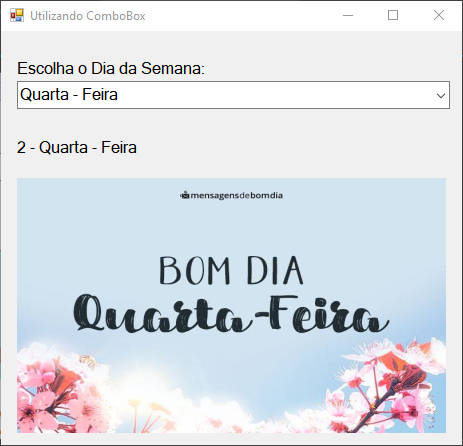 Utilizando ComboBox
Escolha o Dia da Semana:
Quarta - Feira
2 - Quarta - Feira
mensagensdebomdia
BOM DIA
Quarta-Feira